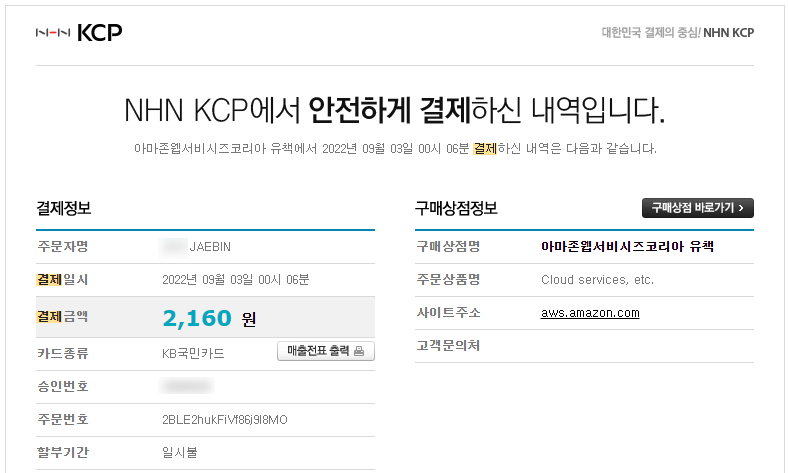 NHN KCP
대한민국 결제의 중심! NHN KCP
NHN KCP에서 안전하게 결제하신 내역입니다.
아마존웹서비시즈코리아 유책에서 2022년 09월 03일 00시 06분 결제하신 내역은 다음과 같습니다.
결제정보
주문자명 JAEBIN
결제일시 2022년 09월 03일 00시 06분
결제금액 2,160 원
카드종류 KB국민카드 매출전표 출력
승인번호
주문번호 2BLE2hukFiVf86j9I8MO
할부기간 일시불
구매상점정보 구매상점 바로가기 ›
구매상점명 아마존웹서비시즈코리아 유책
주문상품명 Cloud services, etc.
사이트주소 aws.amazon.com
고객문의처